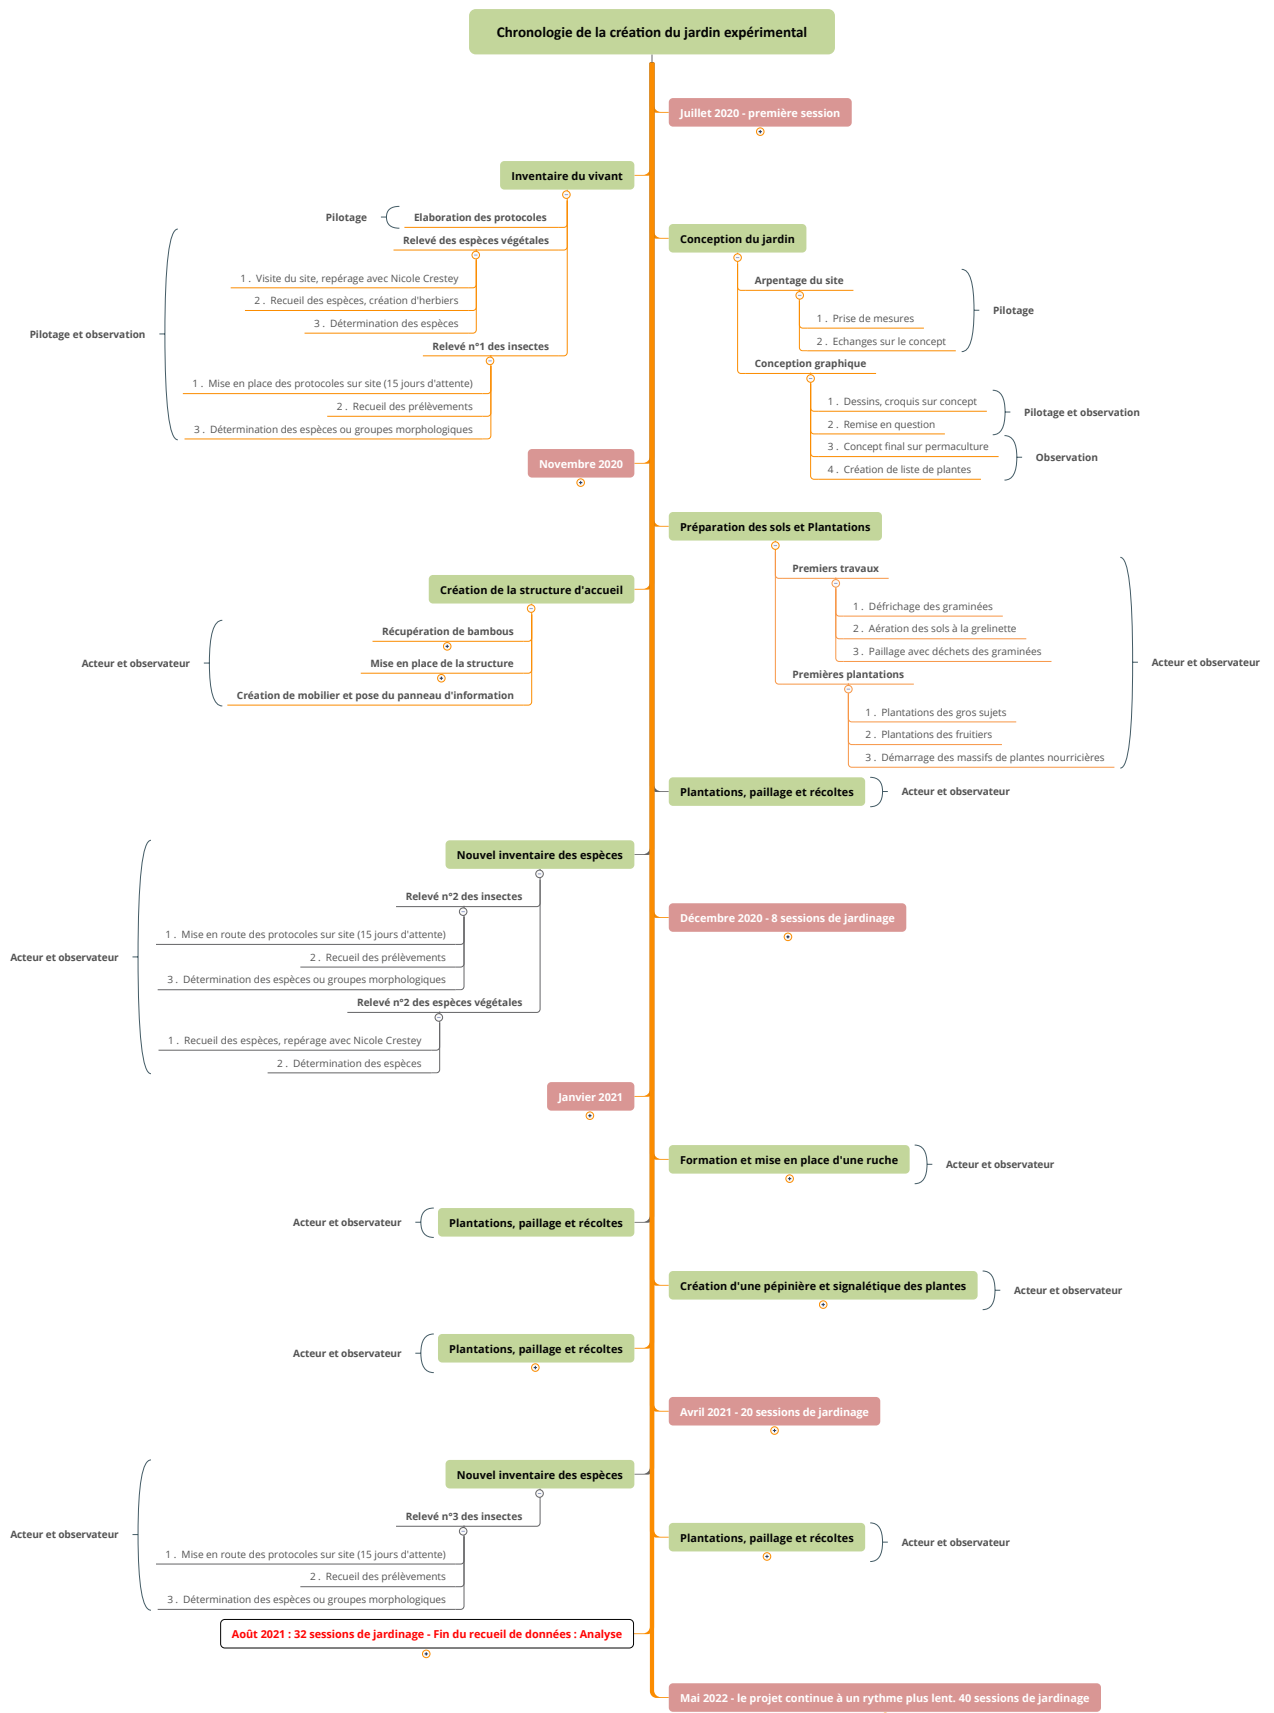 Chronologie de la création du jardin expérimental
Juillet 2020 - première session
Inventaire du vivant
Pilotage
Elaboration des protocoles
Relevé des espèces végétales
1 . Visite du site, repérage avec Nicole Crestey
2 . Recueil des espèces, création d'herbiers
3 . Détermination des espèces
Pilotage et observation
Relevé n°1 des insectes
1 . Mise en place des protocoles sur site (15 jours d'attente)
2 . Recueil des prélèvements
3 . Détermination des espèces ou groupes morphologiques
Conception du jardin
Arpentage du site
1 . Prise de mesures
2 . Echanges sur le concept
Pilotage
Conception graphique
1 . Dessins, croquis sur concept
2 . Remise en question
Pilotage et observation
3 . Concept final sur permaculture
4 . Création de liste de plantes
Observation
Novembre 2020
Préparation des sols et Plantations
Premiers travaux
1 . Défrichage des graminées
2 . Aération des sols à la grelinette
3 . Paillage avec déchets des graminées
Acteur et observateur
Premières plantations
1 . Plantations des gros sujets
2 . Plantations des fruitiers
3 . Démarrage des massifs de plantes nourricières
Création de la structure d'accueil
Récupération de bambous
Mise en place de la structure
Acteur et observateur
Création de mobilier et pose du panneau d'information
Plantations, paillage et récoltes
Acteur et observateur
Nouvel inventaire des espèces
Relevé n°2 des insectes
1 . Mise en route des protocoles sur site (15 jours d'attente)
2 . Recueil des prélèvements
3 . Détermination des espèces ou groupes morphologiques
Acteur et observateur
Relevé n°2 des espèces végétales
1 . Recueil des espèces, repérage avec Nicole Crestey
2 . Détermination des espèces
Décembre 2020 - 8 sessions de jardinage
Janvier 2021
Formation et mise en place d'une ruche
Acteur et observateur
Acteur et observateur
Plantations, paillage et récoltes
Création d'une pépinière et signalétique des plantes
Acteur et observateur
Acteur et observateur
Plantations, paillage et récoltes
Avril 2021 - 20 sessions de jardinage
Nouvel inventaire des espèces
Relevé n°3 des insectes
Acteur et observateur
1 . Mise en route des protocoles sur site (15 jours d'attente)
2 . Recueil des prélèvements
3 . Détermination des espèces ou groupes morphologiques
Plantations, paillage et récoltes
Acteur et observateur
Août 2021 : 32 sessions de jardinage - Fin du recueil de données : Analyse
Mai 2022 - le projet continue à un rythme plus lent. 40 sessions de jardinage